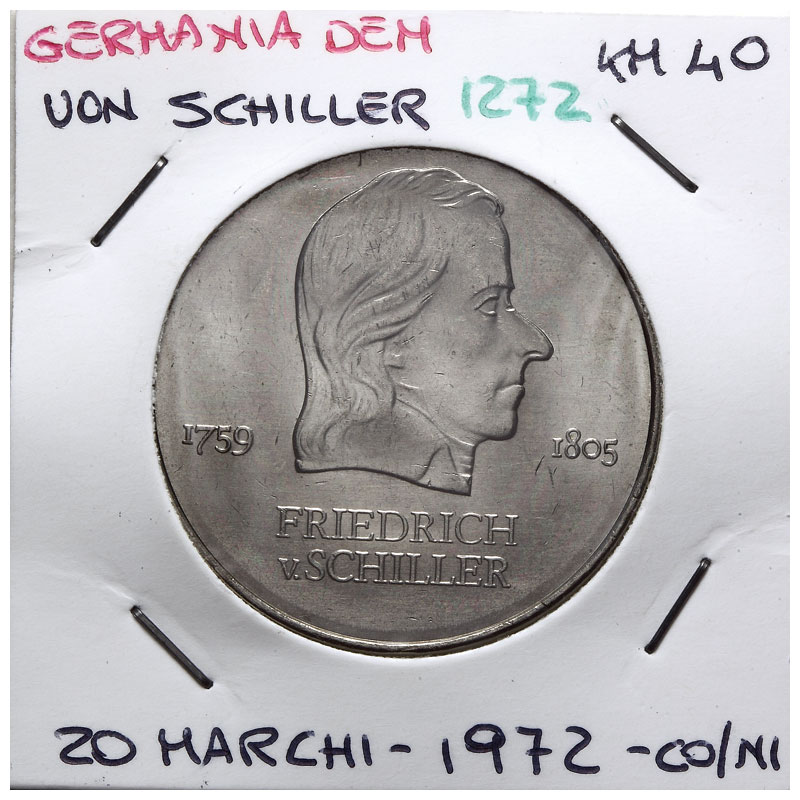 GERMANIA DEM
KM 40
VON SCHILLER 1272
1759
1805
FRIEDRICH
v.SCHILLER
20 MARCHI - 1972 - CO/NI